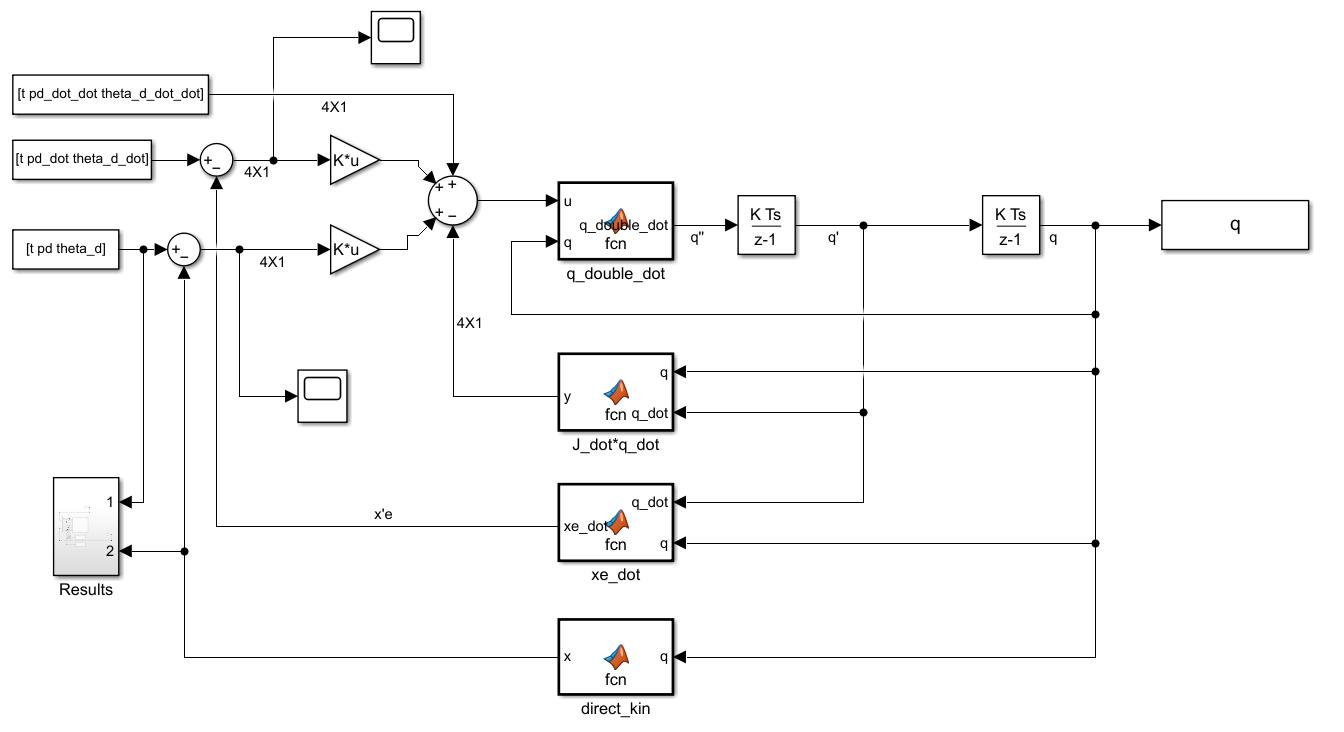 [t pd_dot_dot theta_d_dot_dot]
4X1
[t pd_dot theta_d_dot]
+
−
4X1
K*u
+
+
+
−
[t pd theta_d]
+
−
4X1
K*u
u
q_double_dot
q
fcn
q_double_dot
q''
K Ts
z-1
q'
K Ts
z-1
q
q
4X1
q
y
fcn
q_dot
J_dot*q_dot
1
2
Results
x'e
q_dot
xe_dot
fcn
q
xe_dot
x
q
fcn
direct_kin